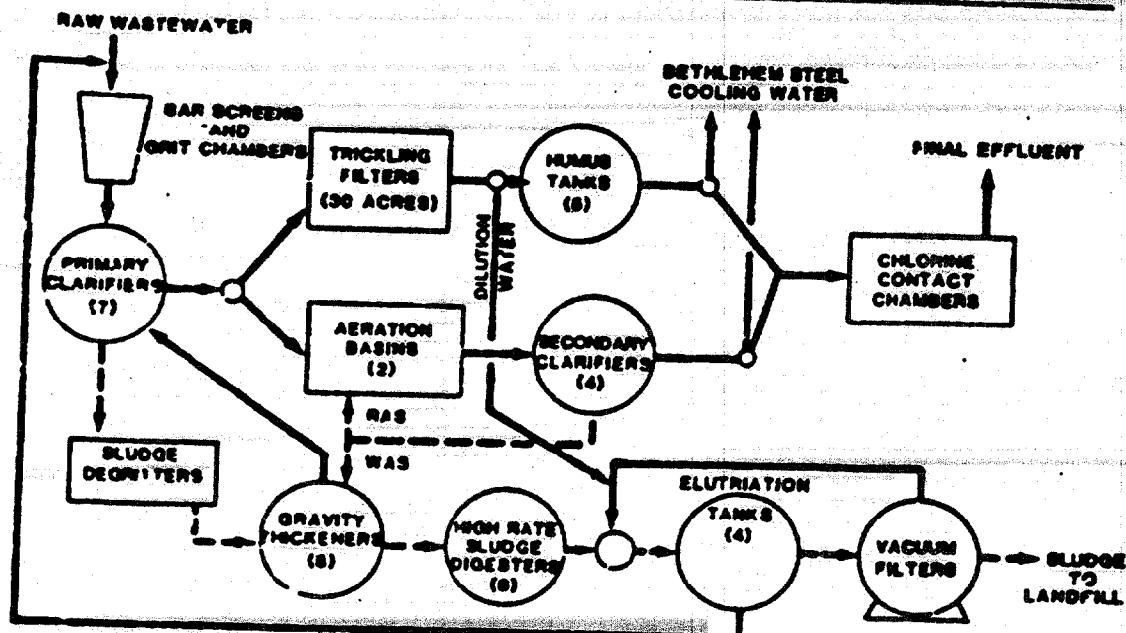 RAW WASTEWATER
BAR SCREENS
AND
GRIT CHAMBERS
BETHLEHEM STEEL
COOLING WATER
FINAL EFFLUENT
TRICKLING
FILTERS
(30 ACRES)
HUMUS
TANKS
DILUTION
WATER
PRIMARY
CLARIFIERS
(7)
CHLORINE
CONTACT
CHAMBERS
AERATION
BASINS
(2)
SECONDARY
CLARIFIERS
(4)
RAS
WAS
SLUDGE
DEGRITTERS
GRAVITY
THICKENERS
HIGH RATE
SLUDGE
DIGESTERS
ELUTRIATION
TANKS
(4)
VACUUM
FILTERS
SLUDGE
TO
LANDFILL